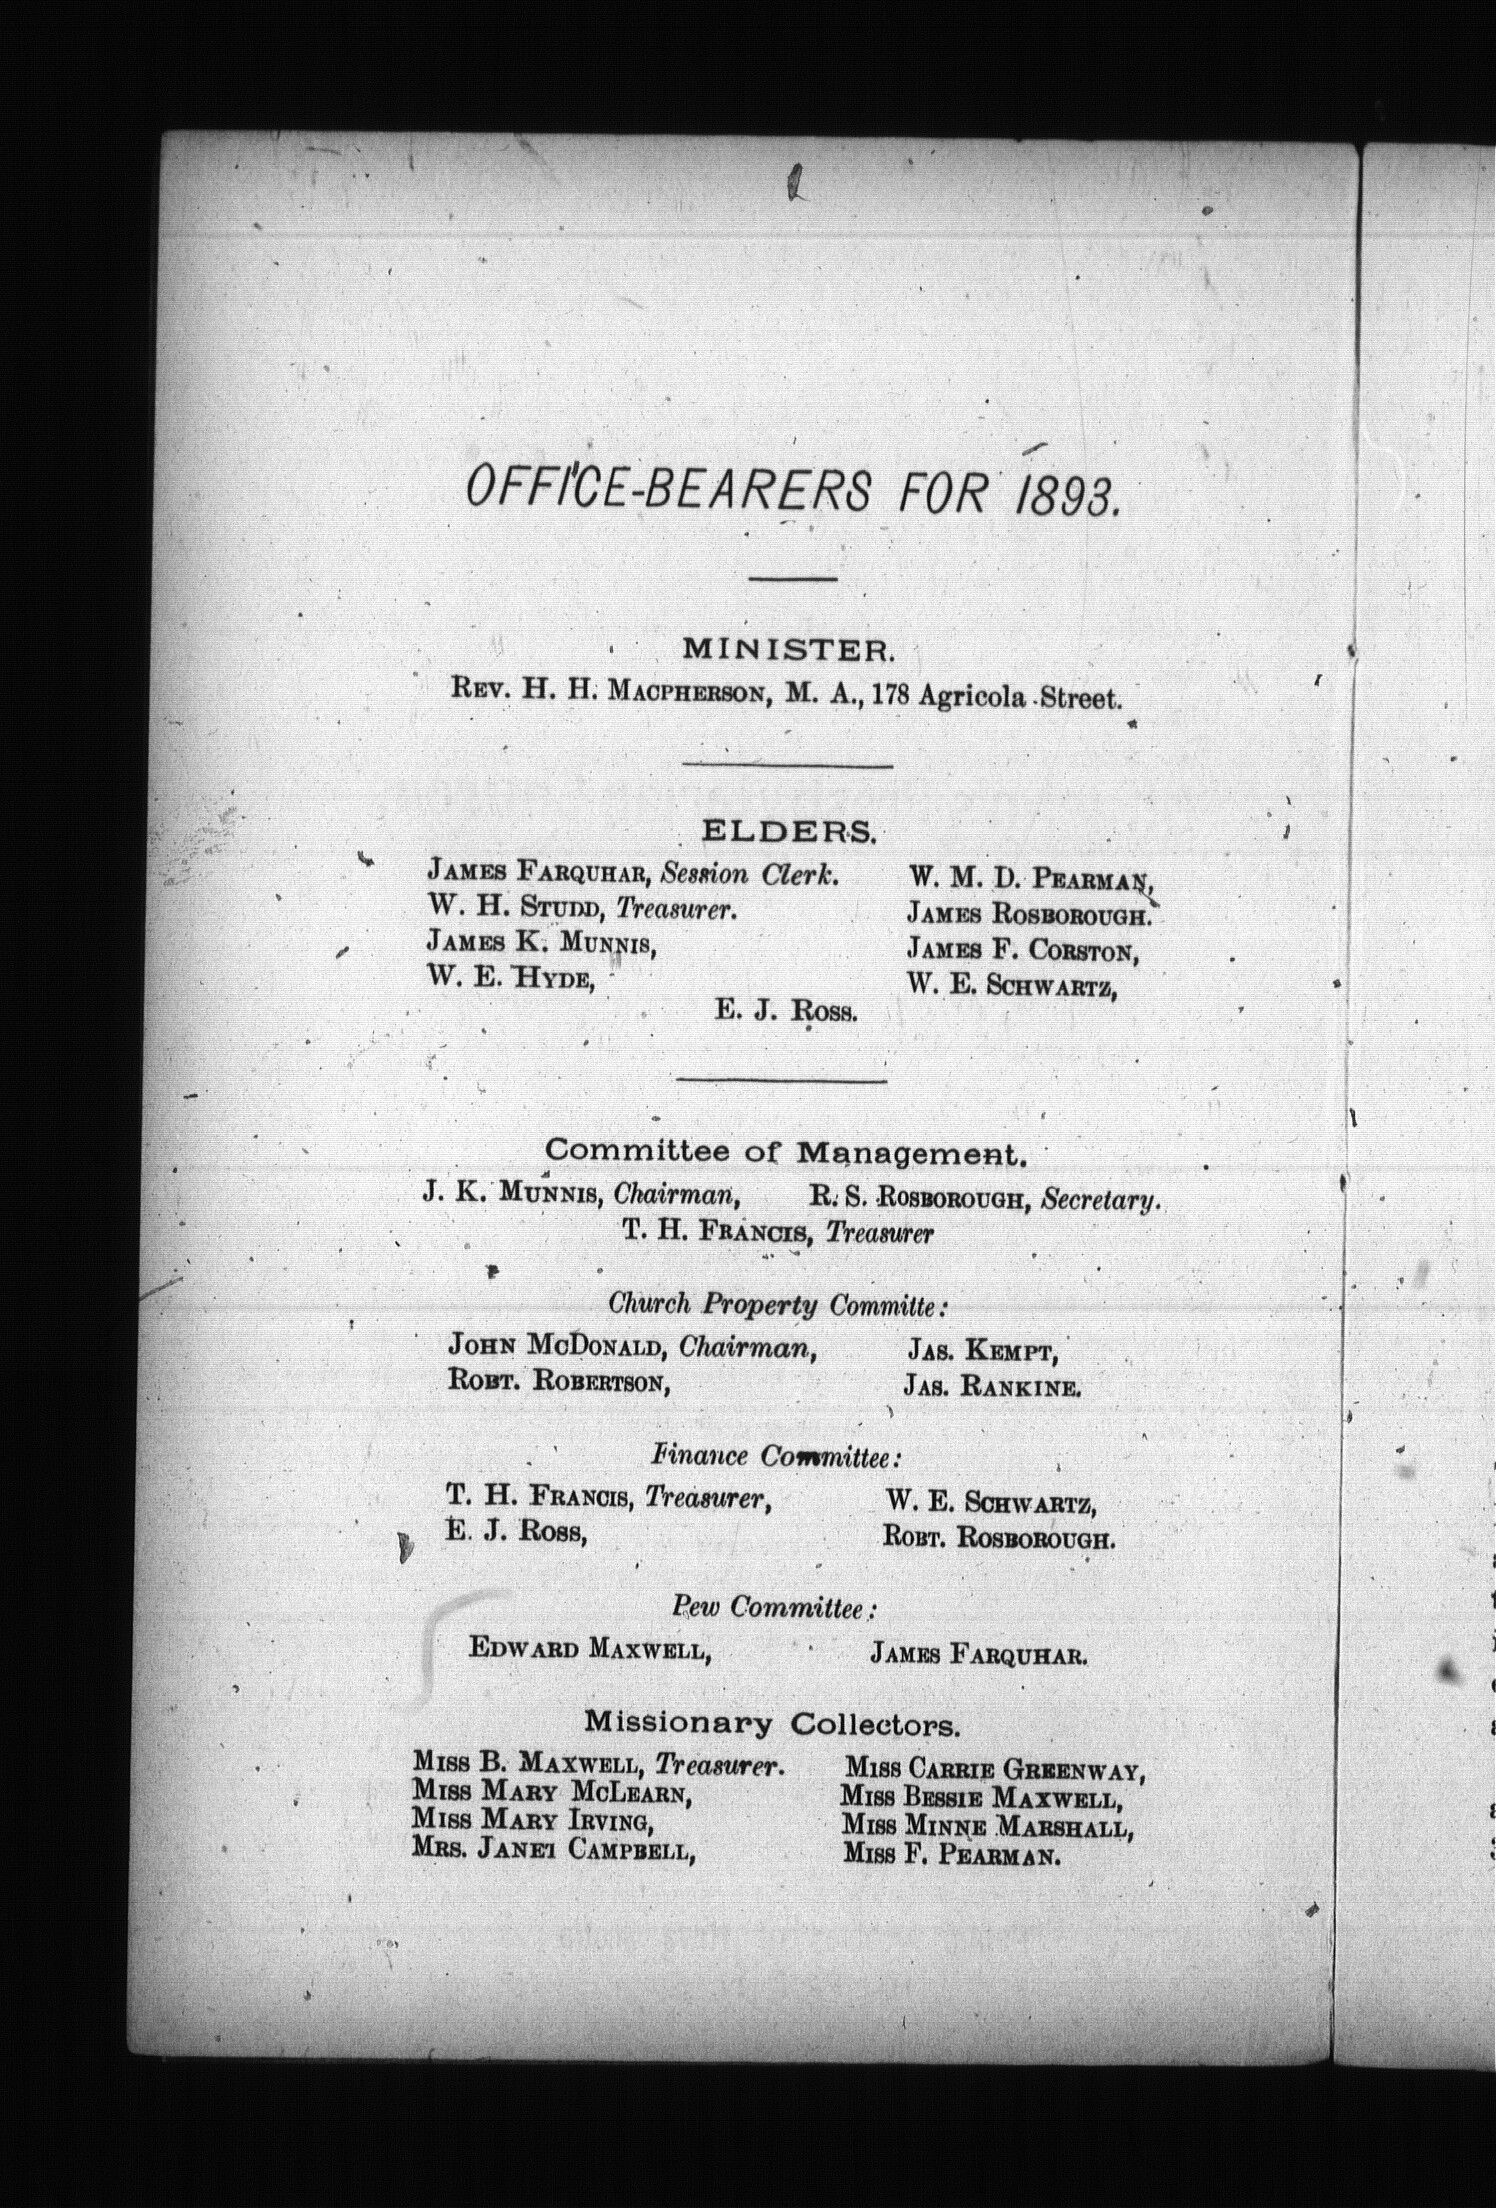 OFFICE-BEARERS FOR 1893.
MINISTER.
REV. H. H. MACPHERSON, M. A., 178 Agricola Street.
ELDERS.
JAMES FARQUHAR, Session Clerk. W. M. D. PEARMAN,
W. H. STUDD, Treasurer. JAMES ROSBOROUGH.
JAMES K. MUNNIS, JAMES F. CORSTON,
W. E. HYDE, W. E. SCHWARTZ,
E. J. ROSS.
Committee of Management.
J. K. MUNNIS, Chairman, R. S. ROSBOROUGH, Secretary.
T. H. FRANCIS, Treasurer
Church Property Committe:
JOHN MCDONALD, Chairman, JAS. KEMPT,
ROBT. ROBERTSON, JAS. RANKINE.
Finance Committee:
T. H. FRANCIS, Treasurer, W. E. SCHWARTZ,
E. J. ROSS, ROBT. ROSBOROUGH.
Pew Committee:
EDWARD MAXWELL, JAMES FARQUHAR.
Missionary Collectors.
MISS B. MAXWELL, Treasurer. MISS CARRIE GREENWAY,
MISS MARY MCLEARN, MISS BESSIE MAXWELL,
MISS MARY IRVING, MISS MINNE MARSHALL,
MRS. JANET CAMPBELL, MISS F. PEARMAN.